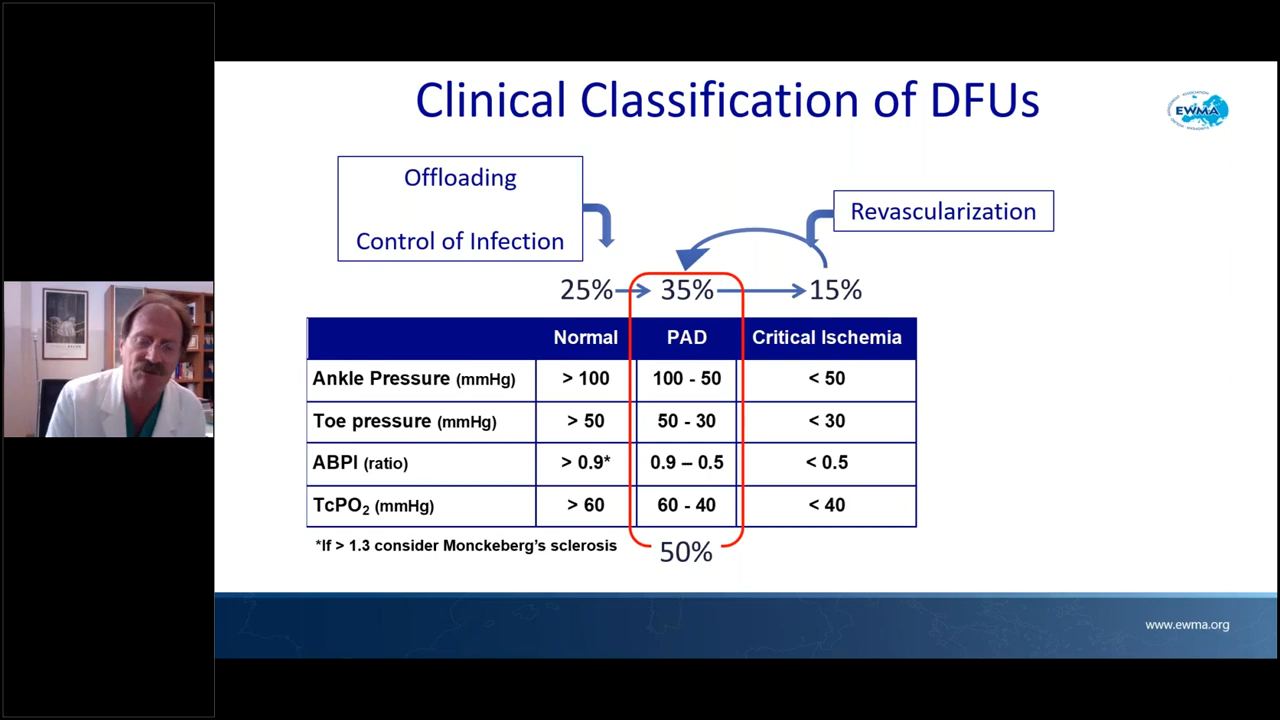 Clinical Classification of DFUs
EWMA
Offloading
Control of Infection
Revascularization
25% 35% 15%
Normal PAD Critical Ischemia
Ankle Pressure (mmHg) > 100 100 - 50 < 50
Toe pressure (mmHg) > 50 50 - 30 < 30
ABPI (ratio) > 0.9* 0.9 – 0.5 < 0.5
TcPO₂ (mmHg) > 60 60 - 40 < 40
*If > 1.3 consider Monckeberg's sclerosis
50%
www.ewma.org